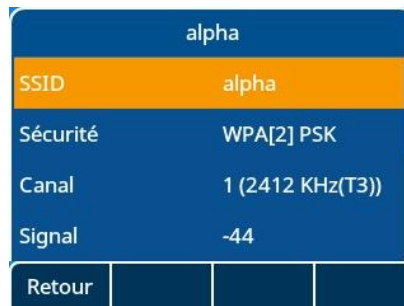 alpha
SSID alpha
Sécurité WPA[2] PSK
Canal 1 (2412 KHz(T3))
Signal -44
Retour